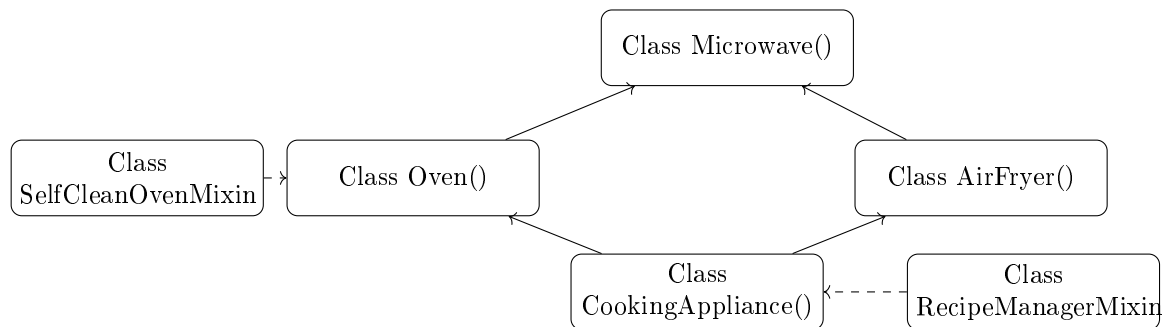 Class Microwave()
Class
SelfCleanOvenMixin
Class Oven()
Class AirFryer()
Class
CookingAppliance()
Class
RecipeManagerMixin